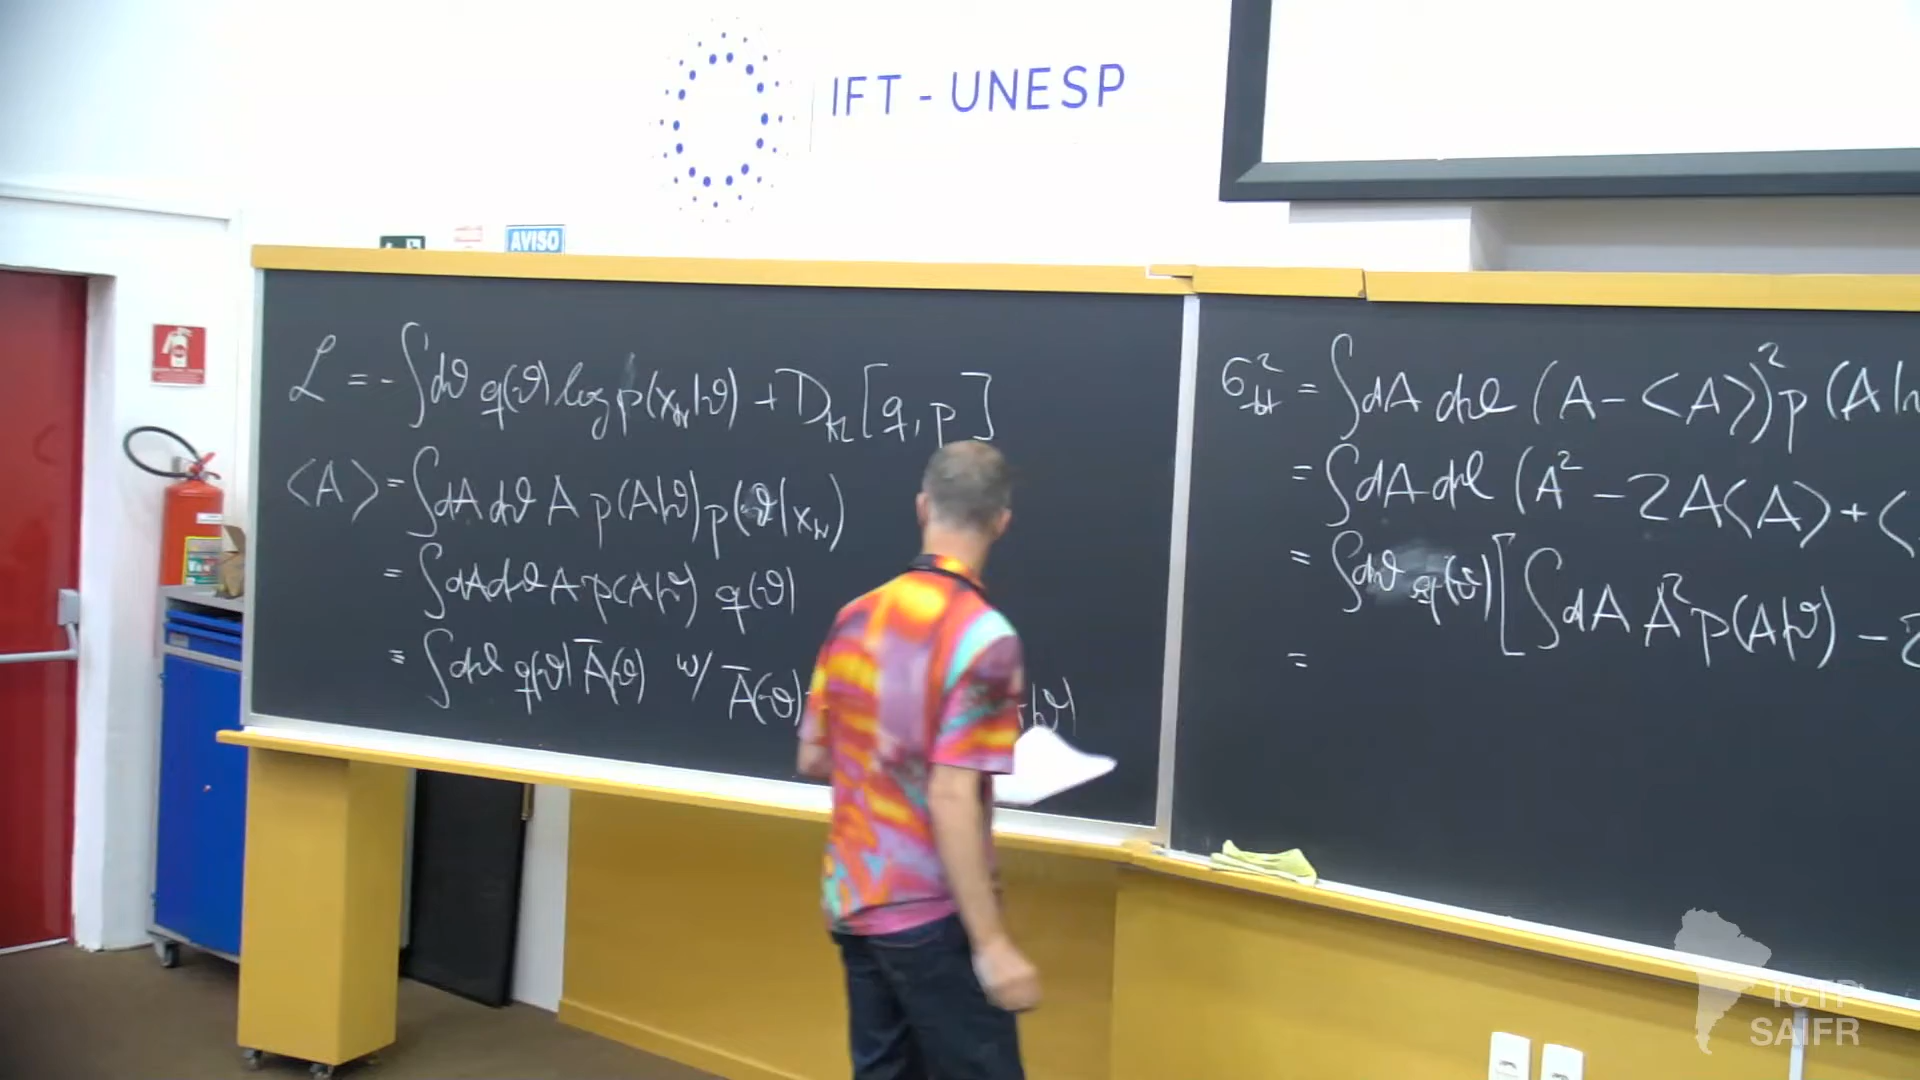 IFT - UNESP
AVISO
ℒ = - ∫dϑ q(ϑ) log p(x_tr|ϑ) + D_KL[q, p]
⟨A⟩ = ∫dA dϑ A p(A|ϑ) p(ϑ|x_tr)
= ∫dA dϑ A p(A|ϑ) q(ϑ)
= ∫dϑ q(ϑ) Ā(ϑ) w/ Ā(ϑ) |ϑ)
σ²_tot = ∫dA dϑ (A - ⟨A⟩)² p(A|
= ∫dA dϑ (A² - 2A⟨A⟩ + ⟨
= ∫dϑ q(ϑ) [∫dA A² p(A|ϑ) - 2
=
ICTP
SAIFR